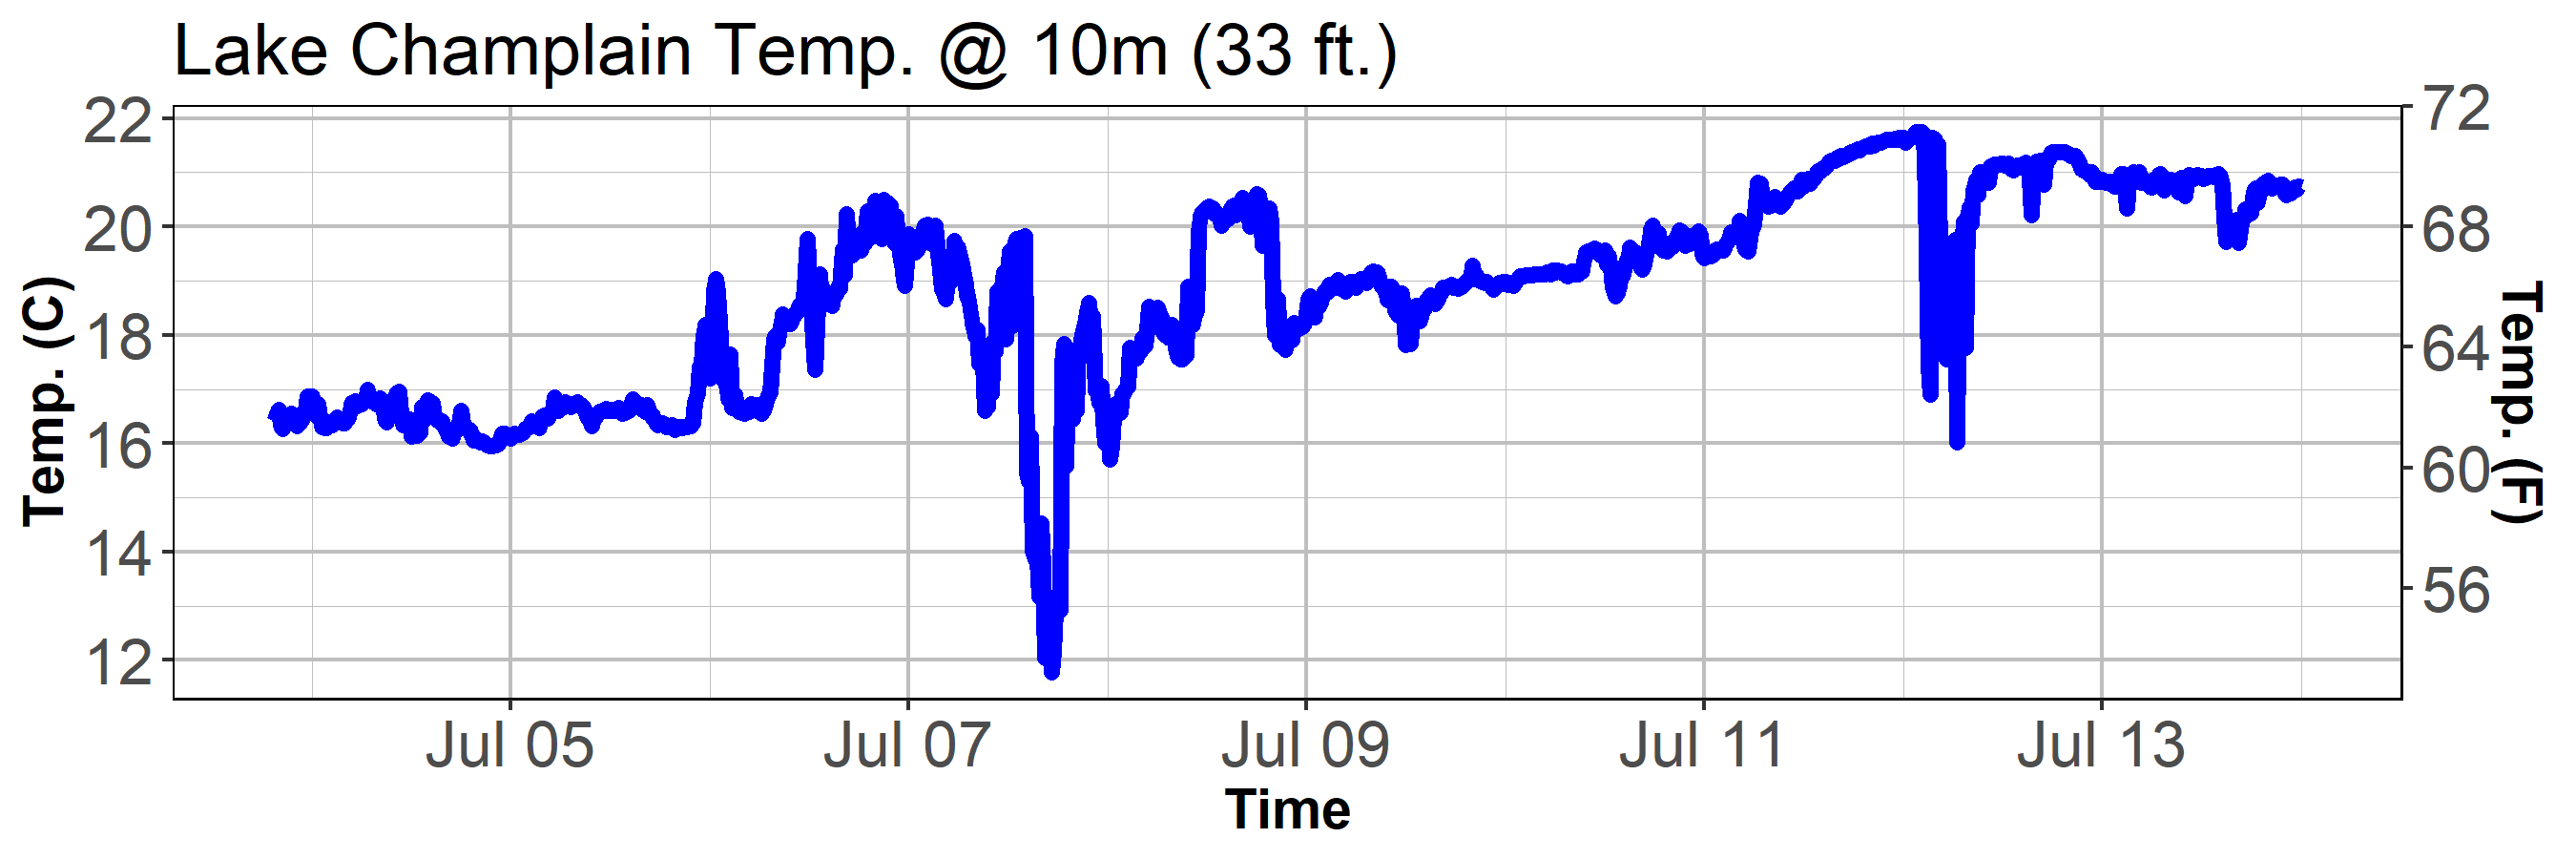 Lake Champlain Temp. @ 10m (33 ft.)
22
20
18
16
14
12
Temp. (C)
72
68
64
60
56
Temp. (F)
Jul 05
Jul 07
Jul 09
Jul 11
Jul 13
Time